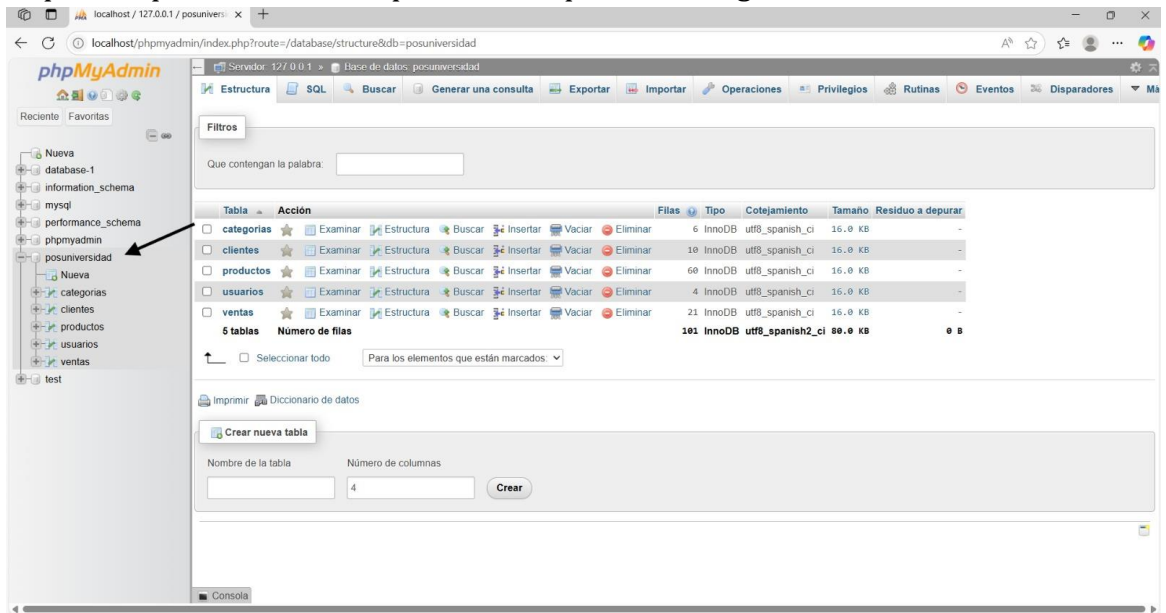 localhost / 127.0.0.1 / posunivers
localhost/phpmyadmin/index.php?route=/database/structure&db=posuniversidad
phpMyAdmin
Reciente Favoritas
Nueva
database-1
information_schema
mysql
performance_schema
phpmyadmin
posuniversidad
Nueva
categorias
clientes
productos
usuarios
ventas
test
Servidor: 127.0.0.1 » Base de datos: posuniversidad
Estructura SQL Buscar Generar una consulta Exportar Importar Operaciones Privilegios Rutinas Eventos Disparadores Má
Filtros
Que contengan la palabra:
Tabla Acción Filas Tipo Cotejamiento Tamaño Residuo a depurar
categorias Examinar Estructura Buscar Insertar Vaciar Eliminar 6 InnoDB utf8_spanish_ci 16.0 KB -
clientes Examinar Estructura Buscar Insertar Vaciar Eliminar 10 InnoDB utf8_spanish_ci 16.0 KB -
productos Examinar Estructura Buscar Insertar Vaciar Eliminar 60 InnoDB utf8_spanish_ci 16.0 KB -
usuarios Examinar Estructura Buscar Insertar Vaciar Eliminar 4 InnoDB utf8_spanish_ci 16.0 KB -
ventas Examinar Estructura Buscar Insertar Vaciar Eliminar 21 InnoDB utf8_spanish_ci 16.0 KB -
5 tablas Número de filas 101 InnoDB utf8_spanish2_ci 80.0 KB 0 B
Seleccionar todo Para los elementos que están marcados:
Imprimir Diccionario de datos
Crear nueva tabla
Nombre de la tabla Número de columnas
4 Crear
Consola